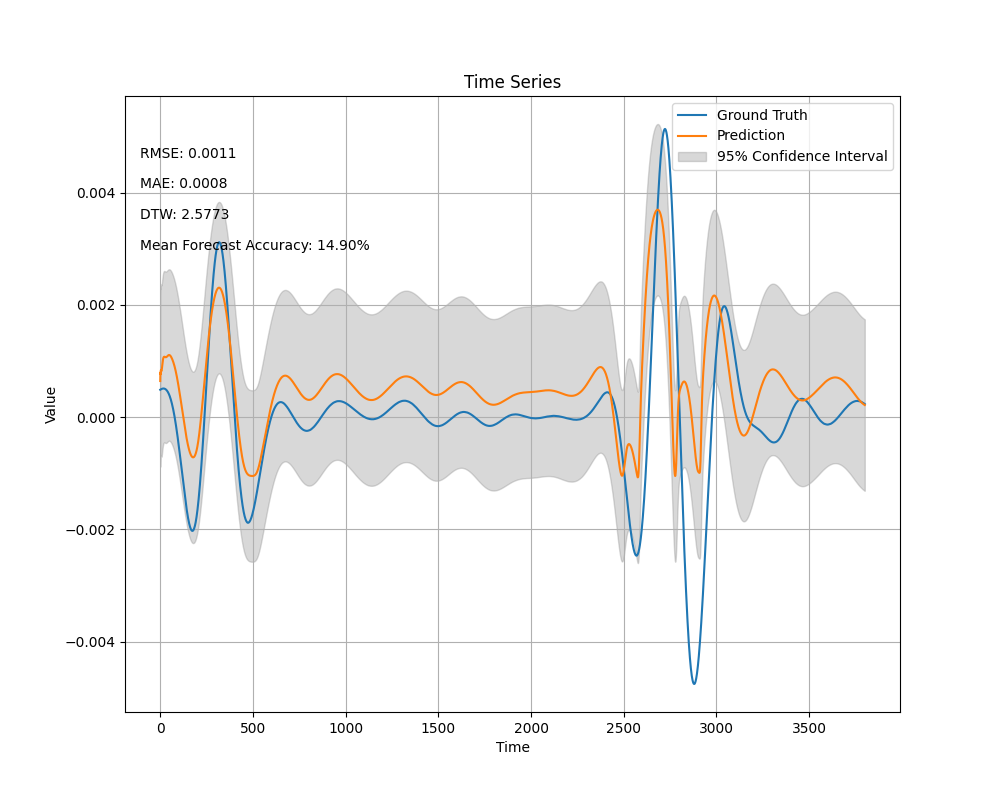 Time Series
Ground Truth
Prediction
95% Confidence Interval
RMSE: 0.0011
MAE: 0.0008
DTW: 2.5773
Mean Forecast Accuracy: 14.90%
0.004
0.002
0.000
−0.002
−0.004
Value
0 500 1000 1500 2000 2500 3000 3500
Time